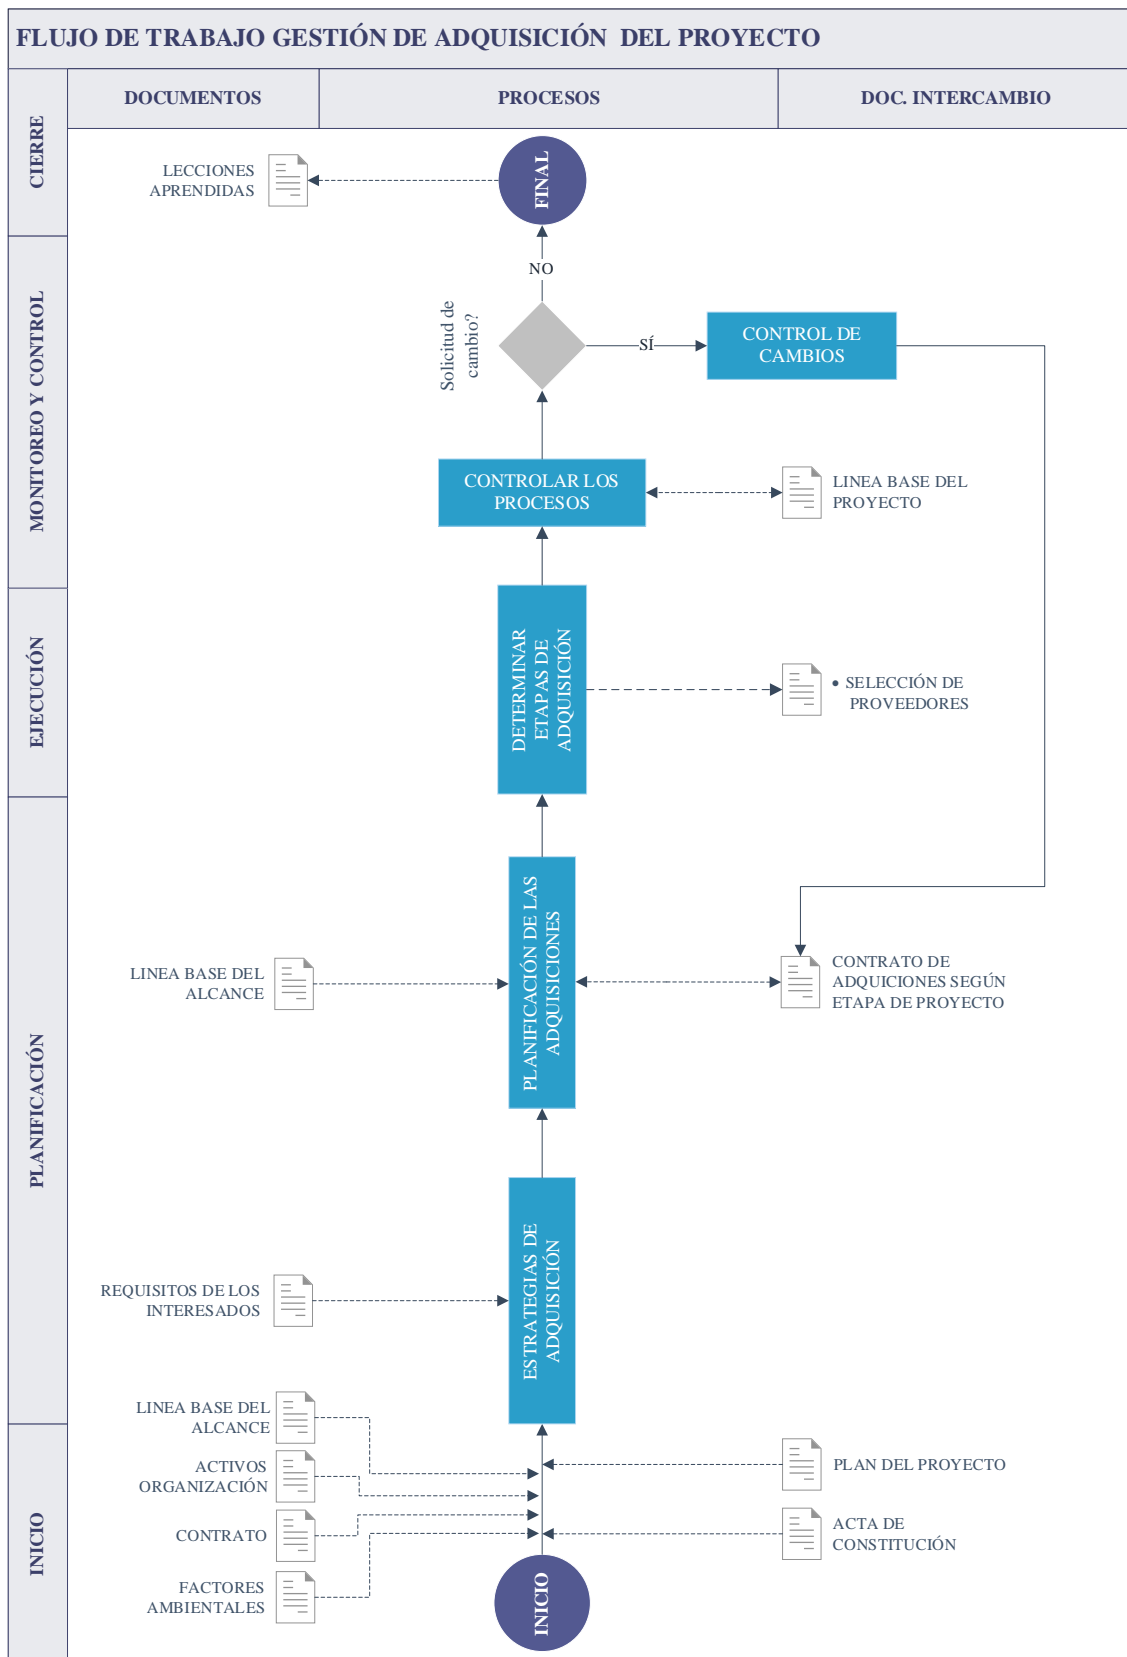 FLUJO DE TRABAJO GESTIÓN DE ADQUISICIÓN DEL PROYECTO
DOCUMENTOS
PROCESOS
DOC. INTERCAMBIO
CIERRE
LECCIONES
APRENDIDAS
FINAL
NO
MONITOREO Y CONTROL
Solicitud de
cambio?
SÍ
CONTROL DE
CAMBIOS
CONTROLAR LOS
PROCESOS
LINEA BASE DEL
PROYECTO
EJECUCIÓN
DETERMINAR
ETAPAS DE
ADQUISICIÓN
• SELECCIÓN DE
PROVEEDORES
PLANIFICACIÓN
LINEA BASE DEL
ALCANCE
PLANIFICACIÓN DE LAS
ADQUISICIONES
CONTRATO DE
ADQUICIONES SEGÚN
ETAPA DE PROYECTO
REQUISITOS DE LOS
INTERESADOS
ESTRATEGIAS DE
ADQUISICIÓN
INICIO
LINEA BASE DEL
ALCANCE
ACTIVOS
ORGANIZACIÓN
CONTRATO
FACTORES
AMBIENTALES
PLAN DEL PROYECTO
ACTA DE
CONSTITUCIÓN
INICIO